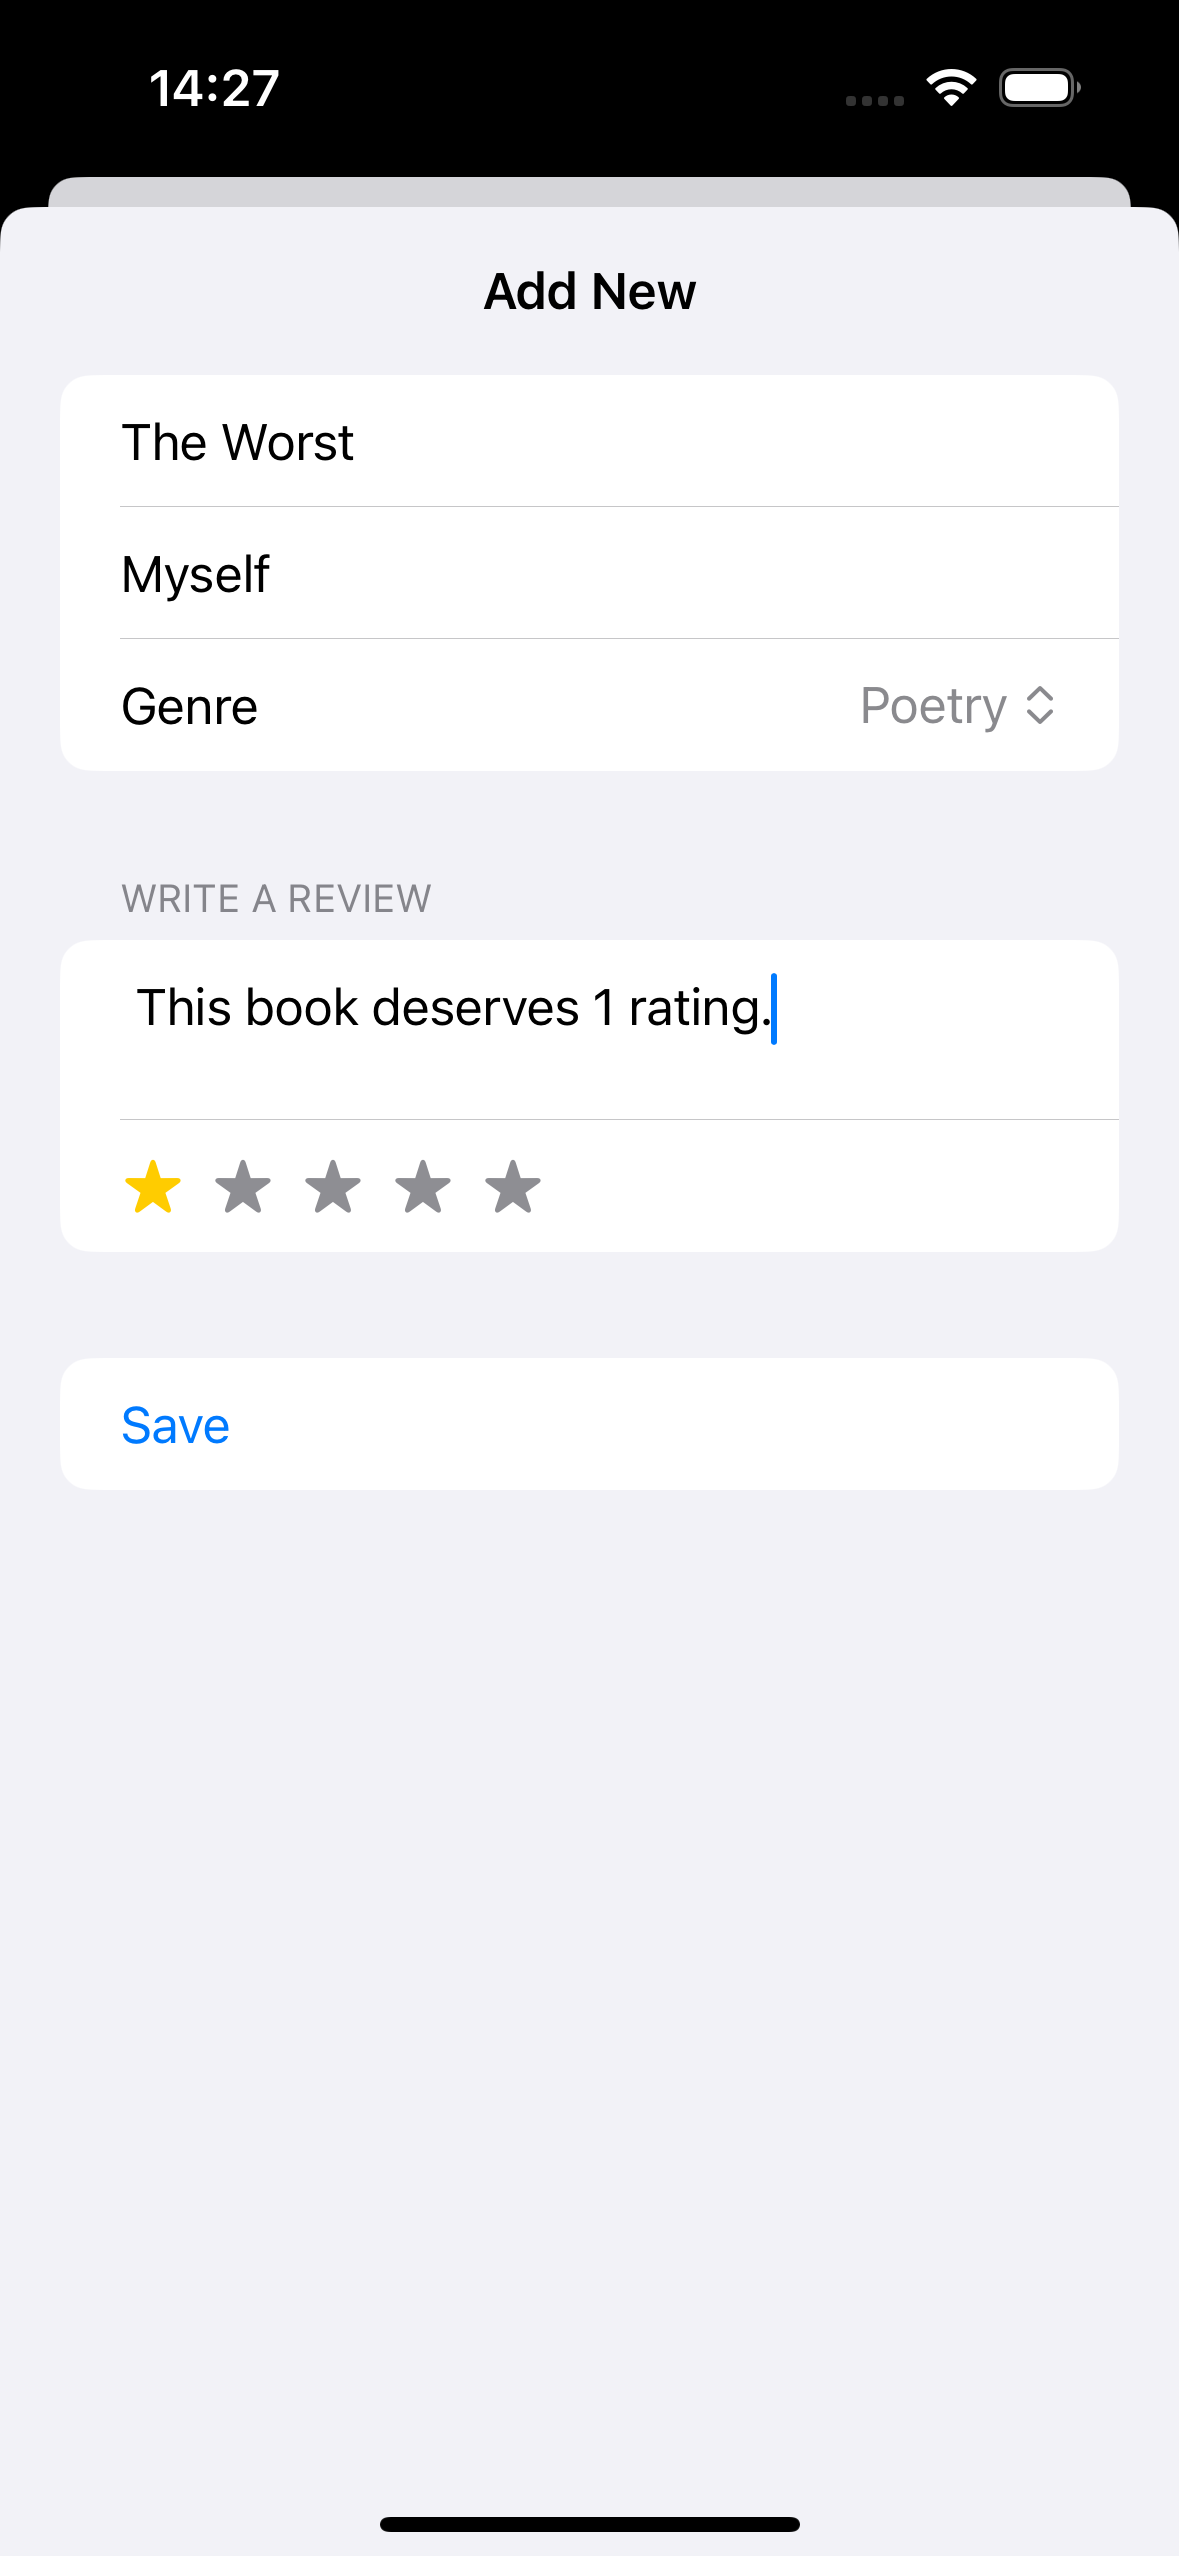 14:27
Add New
The Worst
Myself
Genre Poetry
WRITE A REVIEW
This book deserves 1 rating.
Save